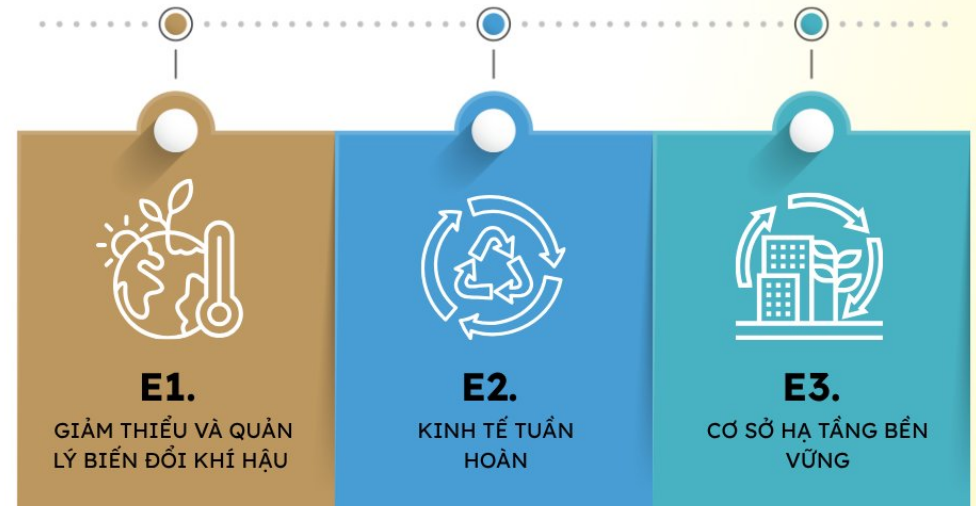 E1.
GIẢM THIỂU VÀ QUẢN
LÝ BIẾN ĐỔI KHÍ HẬU
E2.
KINH TẾ TUẦN
HOÀN
E3.
CƠ SỞ HẠ TẦNG BỀN
VỮNG